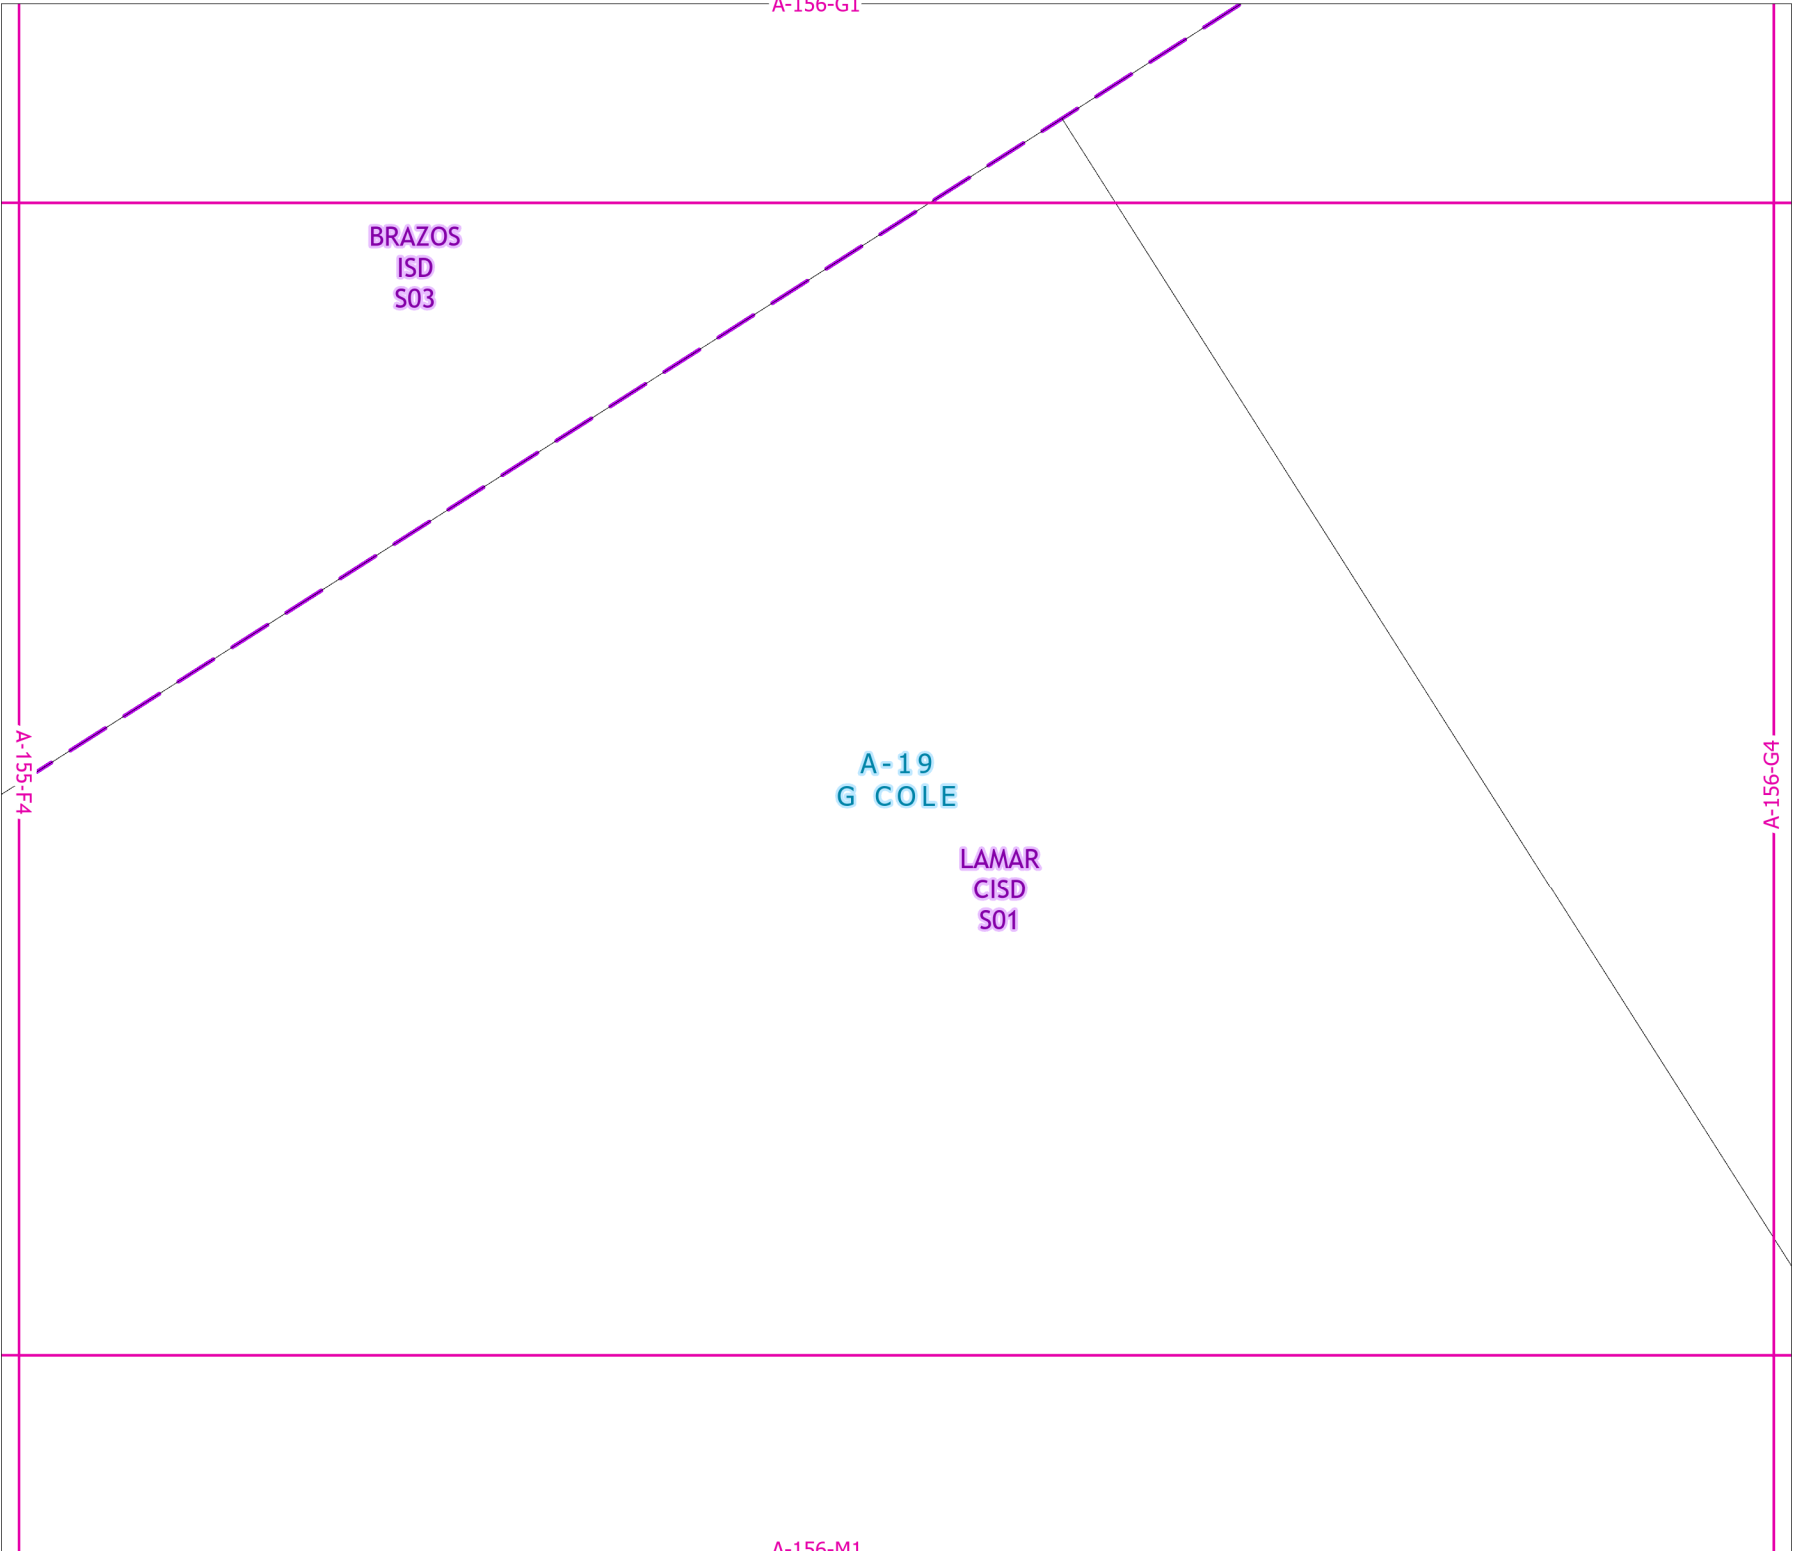 A-156-G1
BRAZOS
ISD
S03
A-155-F4
A-156-G4
A-19
G COLE
LAMAR
CISD
S01
A-156-M1